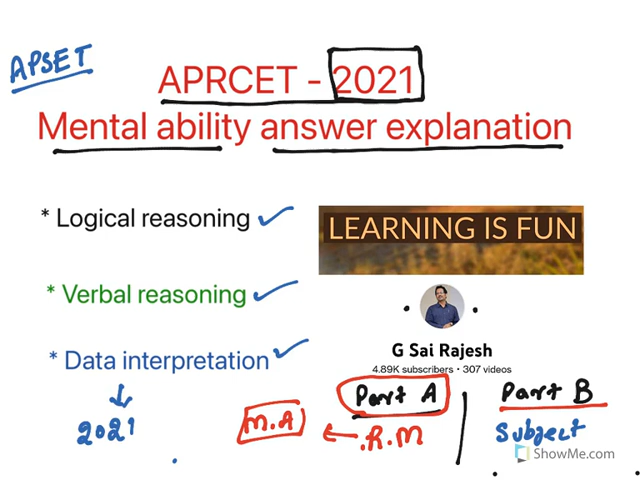 APSET
APRCET - 2021
Mental ability answer explanation
* Logical reasoning
LEARNING IS FUN
* Verbal reasoning
G Sai Rajesh
* Data interpretation
4.89K subscribers • 307 videos
Part A
Part B
2021
M.A
R.M
Subject
ShowMe.com